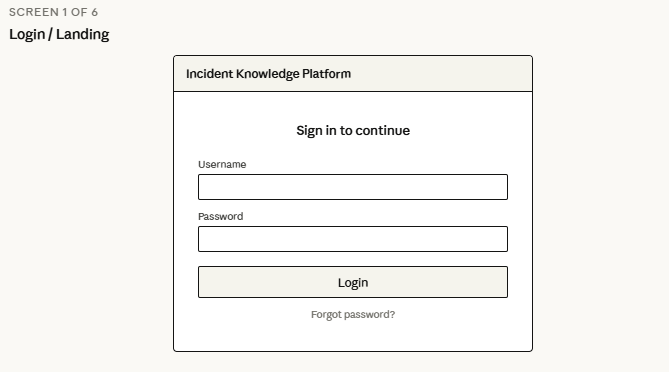 SCREEN 1 OF 6
Login / Landing
Incident Knowledge Platform
Sign in to continue
Username
Password
Login
Forgot password?